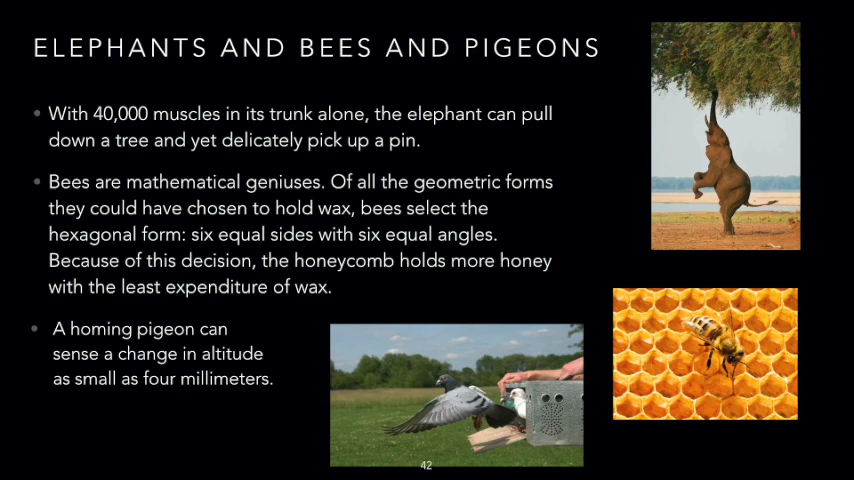 ELEPHANTS AND BEES AND PIGEONS
• With 40,000 muscles in its trunk alone, the elephant can pull
down a tree and yet delicately pick up a pin.
• Bees are mathematical geniuses. Of all the geometric forms
they could have chosen to hold wax, bees select the
hexagonal form: six equal sides with six equal angles.
Because of this decision, the honeycomb holds more honey
with the least expenditure of wax.
• A homing pigeon can
sense a change in altitude
as small as four millimeters.
42